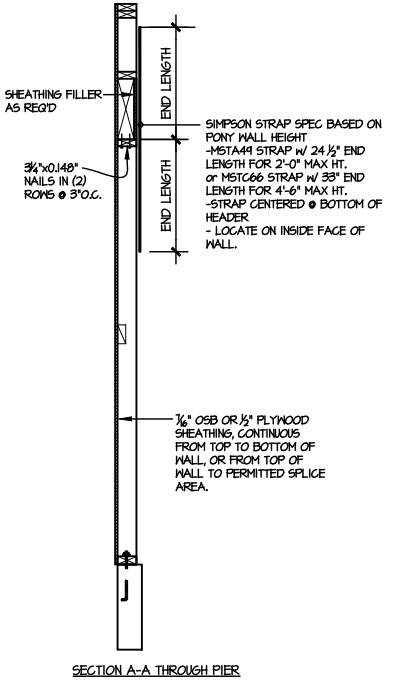 END LENGTH
SHEATHING FILLER
AS REQ'D
SIMPSON STRAP SPEC BASED ON
PONY WALL HEIGHT
-MSTA49 STRAP W/ 24 ½" END
LENGTH FOR 2'-0" MAX HT.
or MSTC66 STRAP W/ 33" END
LENGTH FOR 4'-6" MAX HT.
-STRAP CENTERED @ BOTTOM OF
HEADER
- LOCATE ON INSIDE FACE OF
WALL.
3¼"x0.148"
NAILS IN (2)
ROWS @ 3"O.C.
END LENGTH
7/16" OSB OR ½" PLYWOOD
SHEATHING, CONTINUOUS
FROM TOP TO BOTTOM OF
WALL, OR FROM TOP OF
WALL TO PERMITTED SPLICE
AREA.
SECTION A-A THROUGH PIER